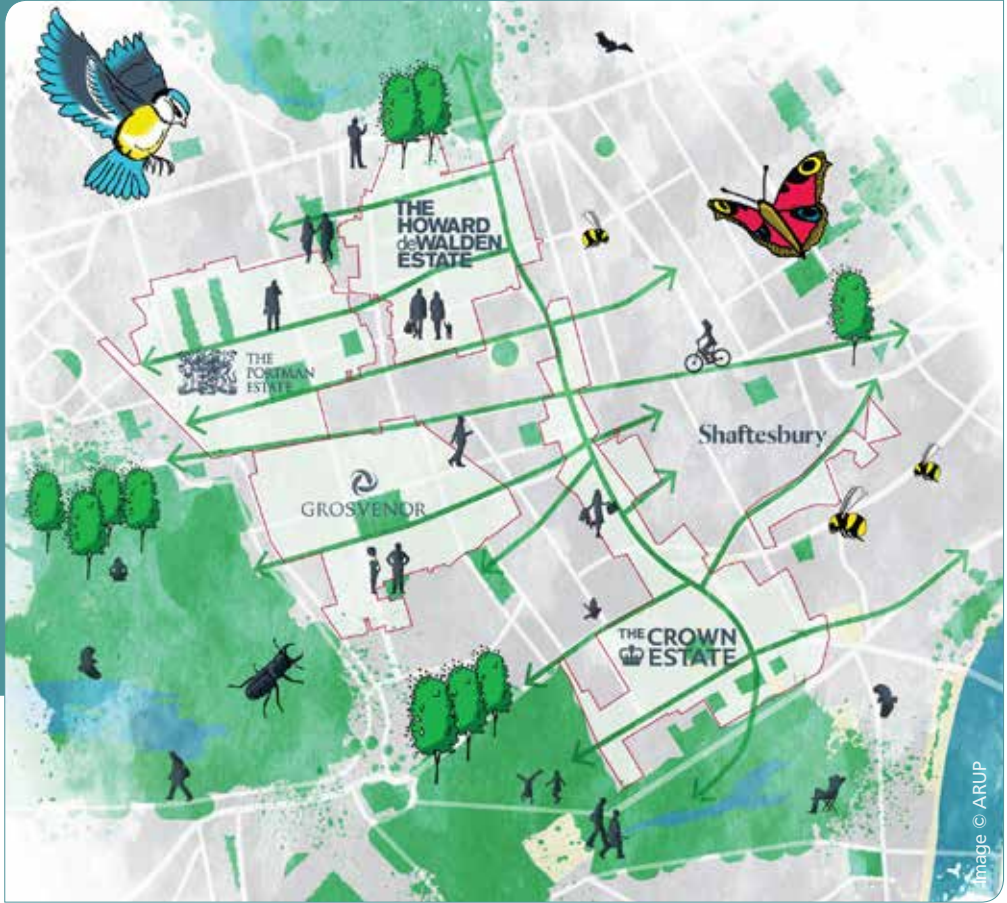 THE
HOWARD
deWALDEN
ESTATE
THE
PORTMAN
ESTATE
Shaftesbury
GROSVENOR
THE CROWN
ESTATE
Image © ARUP